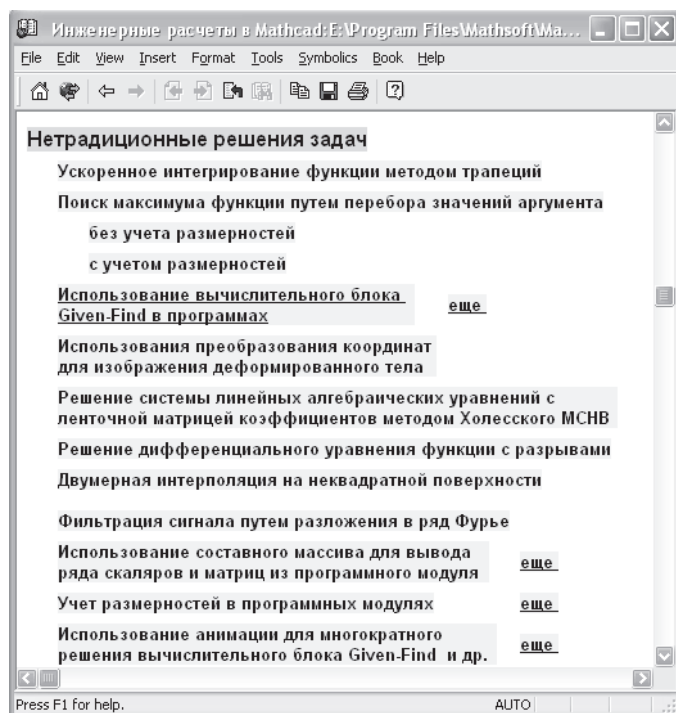 Инженерные расчеты в Mathcad:E:\Program Files\Mathsoft\Ma...
File Edit View Insert Format Tools Symbolics Book Help
Нетрадиционные решения задач
Ускоренное интегрирование функции методом трапеций
Поиск максимума функции путем перебора значений аргумента
без учета размерностей
с учетом размерностей
Использование вычислительного блока
Given-Find в программах еще
Использования преобразования координат
для изображения деформированного тела
Решение системы линейных алгебраических уравнений с
ленточной матрицей коэффициентов методом Холесского МСНВ
Решение дифференциального уравнения функции с разрывами
Двумерная интерполяция на неквадратной поверхности
Фильтрация сигнала путем разложения в ряд Фурье
Использование составного массива для вывода
ряда скаляров и матриц из программного модуля еще
Учет размерностей в программных модулях еще
Использование анимации для многократного
решения вычислительного блока Given-Find и др. еще
Press F1 for help. AUTO